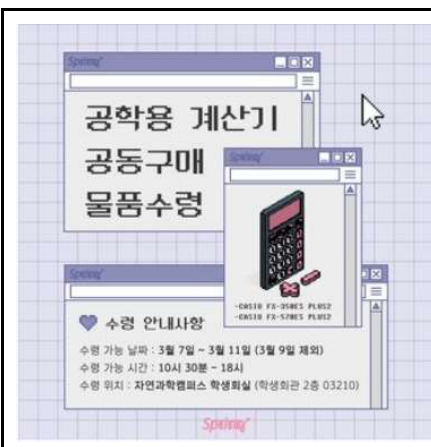 Spring
공학용 계산기
공동구매
물품수령
Spring
-CASIO FX-350ES PLUS2
-CASIO FX-570ES PLUS2
Spring
수령 안내사항
수령 가능 날짜 : 3월 7일 ~ 3월 11일 (3월 9일 제외)
수령 가능 시간 : 10시 30분 ~ 18시
수령 위치 : 자연과학캠퍼스 학생회실 (학생회관 2층 03210)
Spring